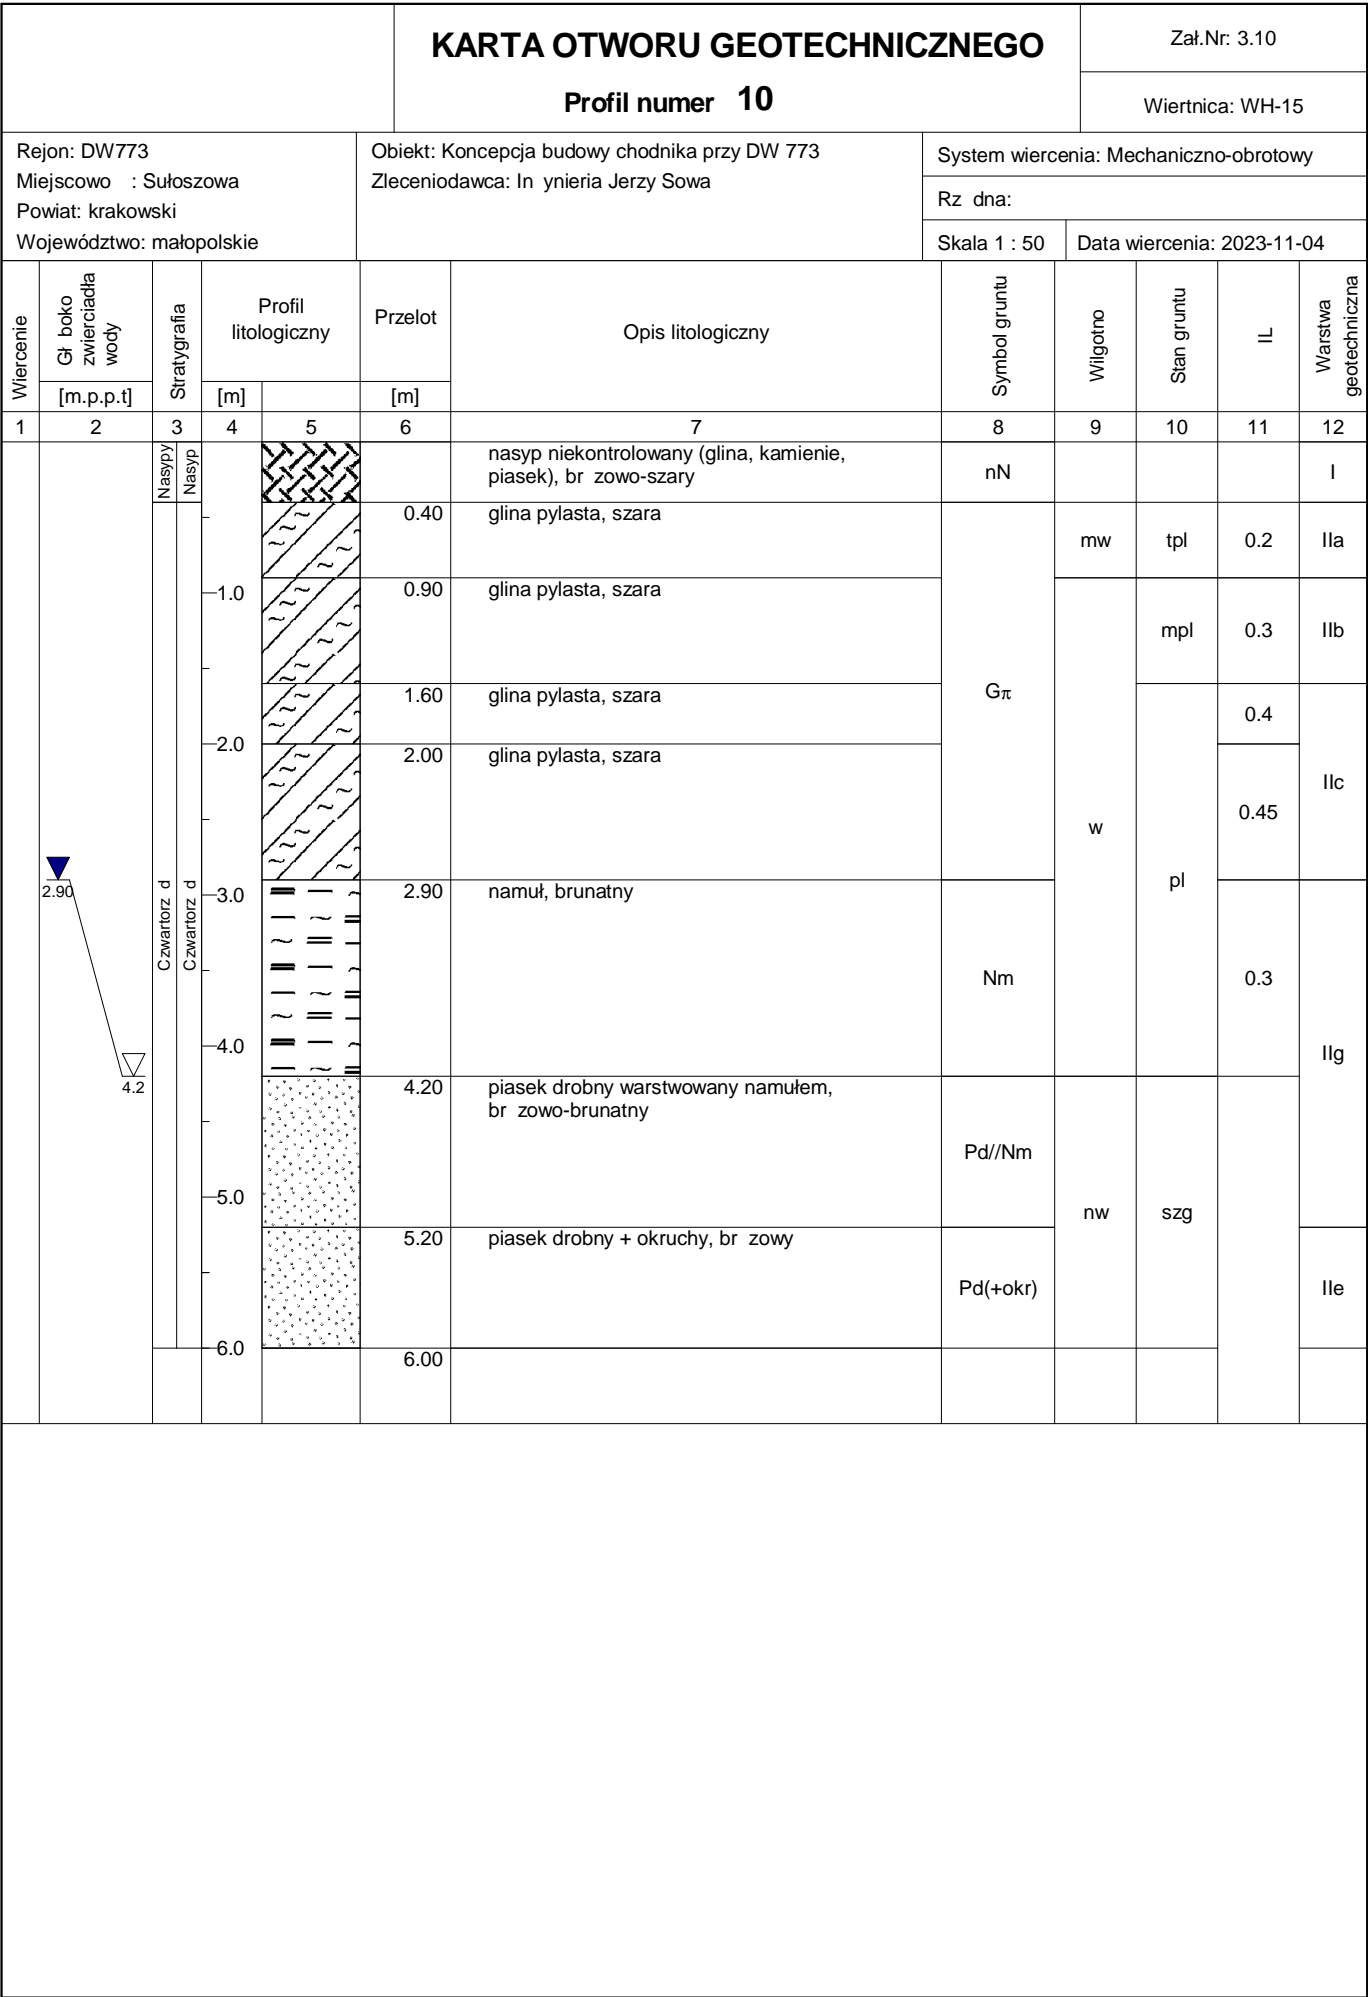 KARTA OTWORU GEOTECHNICZNEGO
Profil numer 10
Zał.Nr: 3.10
Wiertnica: WH-15
Rejon: DW773
Miejscowo : Sułoszowa
Powiat: krakowski
Województwo: małopolskie
Obiekt: Koncepcja budowy chodnika przy DW 773
Zleceniodawca: In ynieria Jerzy Sowa
System wiercenia: Mechaniczno-obrotowy
Rz dna:
Skala 1 : 50
Data wiercenia: 2023-11-04
Wiercenie
Gł boko
zwierciadła
wody
[m.p.p.t]
Stratygrafia
Profil
litologiczny
[m]
Przelot
[m]
Opis litologiczny
Symbol gruntu
Wilgotno
Stan gruntu
IL
Warstwa
geotechniczna
1 2 3 4 5 6 7 8 9 10 11 12
Nasypy
Nasyp
nasyp niekontrolowany (glina, kamienie,
piasek), br zowo-szary
nN
I
0.40 glina pylasta, szara
mw tpl 0.2 IIa
1.0
0.90 glina pylasta, szara
mpl 0.3 IIb
1.60 glina pylasta, szara
Gπ
0.4
2.0
2.00 glina pylasta, szara
IIc
0.45
w
2.90
Czwartorz d
Czwartorz d
3.0
2.90 namuł, brunatny
pl
Nm
0.3
4.0
IIg
4.2
4.20 piasek drobny warstwowany namułem,
br zowo-brunatny
Pd//Nm
5.0
nw szg
5.20 piasek drobny + okruchy, br zowy
Pd(+okr)
IIe
6.0
6.00